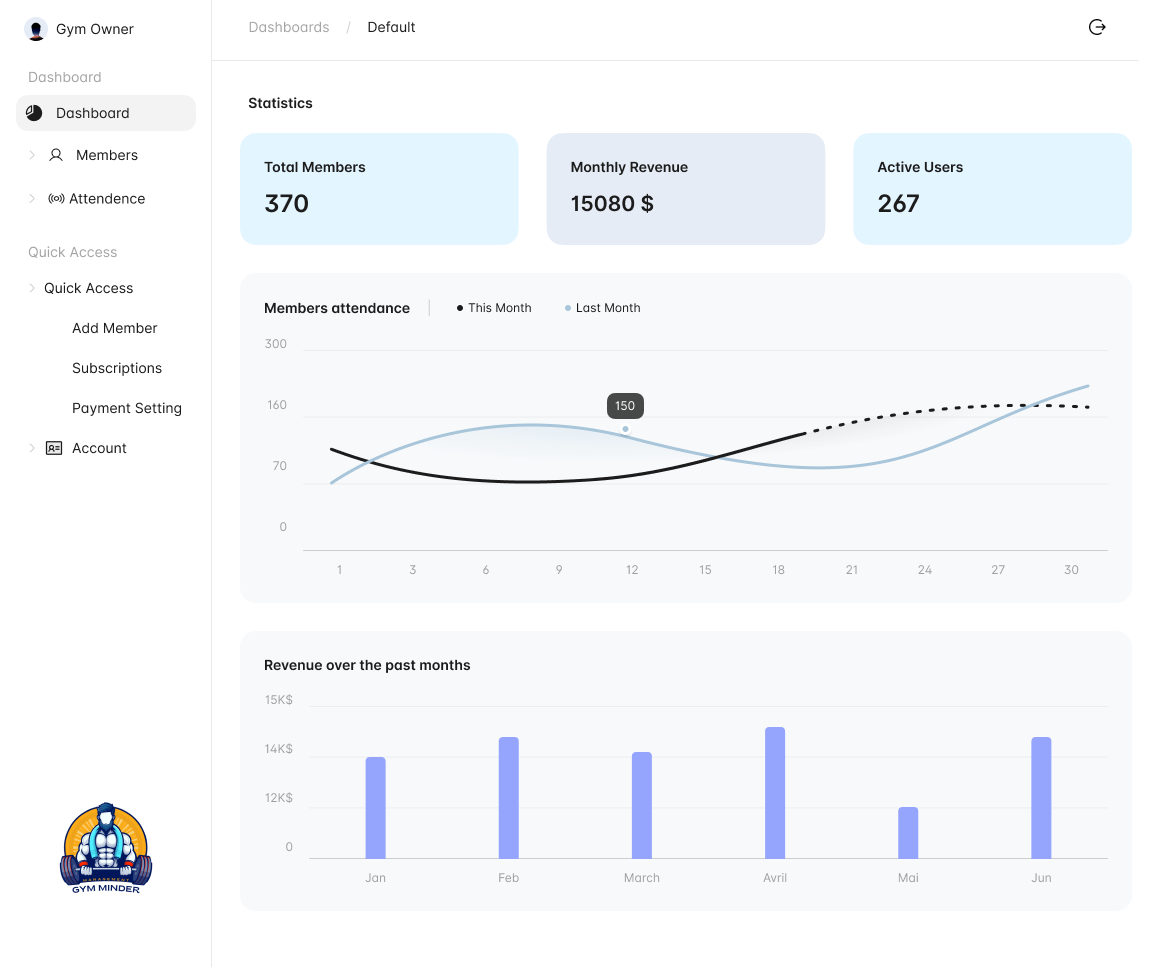 Gym Owner
Dashboard
Dashboard
Members
Attendence
Quick Access
Quick Access
Add Member
Subscriptions
Payment Setting
Account
MANAGEMENT
GYM MINDER
Dashboards / Default
Statistics
Total Members
370
Monthly Revenue
15080 $
Active Users
267
Members attendance
This Month
Last Month
300
160
70
0
150
1 3 6 9 12 15 18 21 24 27 30
Revenue over the past months
15K$
14K$
12K$
0
Jan Feb March Avril Mai Jun